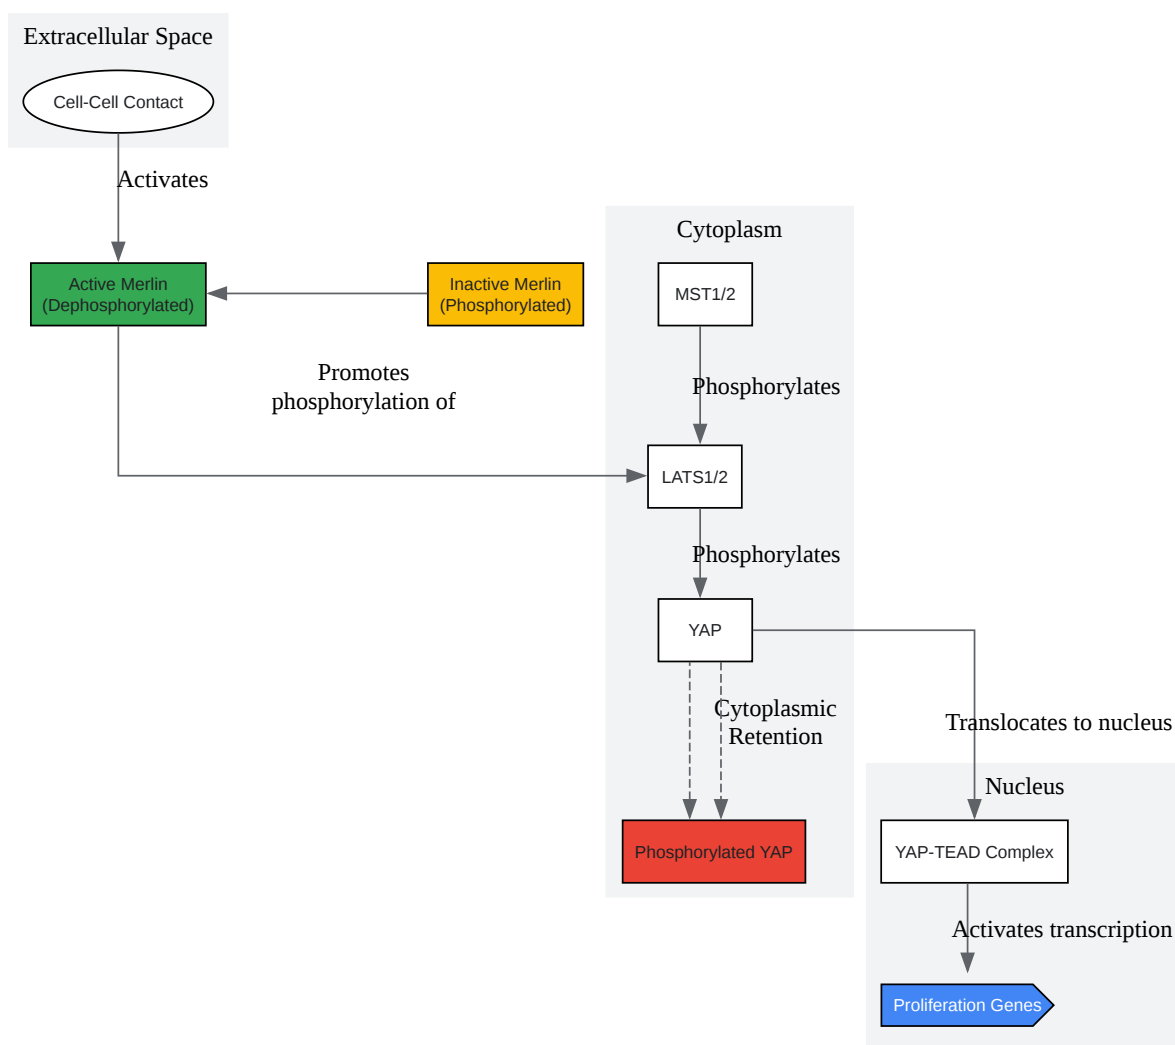 Extracellular Space
Cell-Cell Contact
Activates
Cytoplasm
Active Merlin
(Dephosphorylated)
Inactive Merlin
(Phosphorylated)
MST1/2
Promotes
phosphorylation of
Phosphorylates
LATS1/2
Phosphorylates
YAP
Cytoplasmic
Retention
Translocates to nucleus
Nucleus
Phosphorylated YAP
YAP-TEAD Complex
Activates transcription
Proliferation Genes